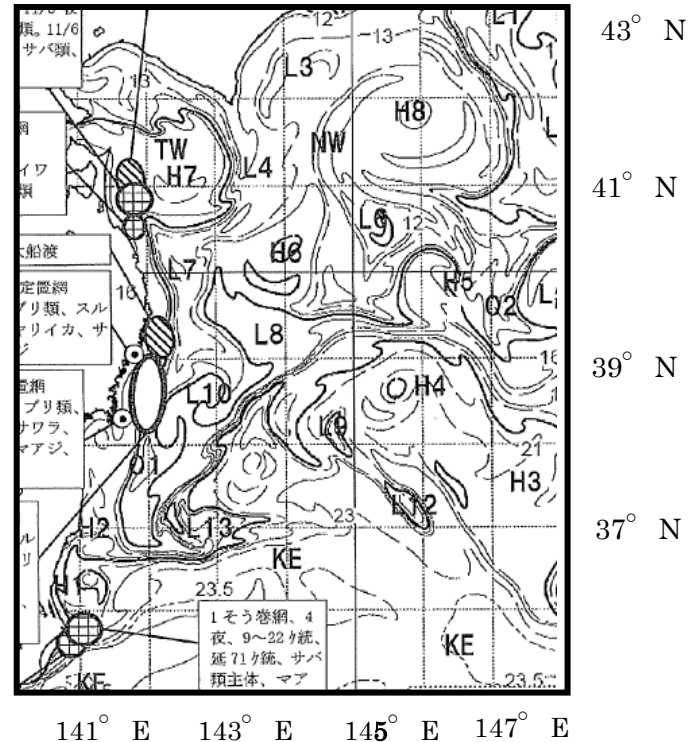 類。11/6
サバ類、
網
イワ
類
大船渡
定置網
ブリ類、スル
ヤリイカ、サ
ジ
置網
ブリ類、
サワラ、
マアジ、
ル
リ
1そう巻網、4
夜、9～22ヶ統、
延71ヶ統、サバ
類主体、マア
12
13
L1
L3
13
H8
TW
H7
L4
NW
L6
12
L7
H6
H5
O2
16
L8
16
L10
H4
L9
21
H3
L12
23
H2
L13
KE
H1
23.5
KE
KE
23.5
43° N
41° N
39° N
37° N
141° E 143° E 145° E 147° E